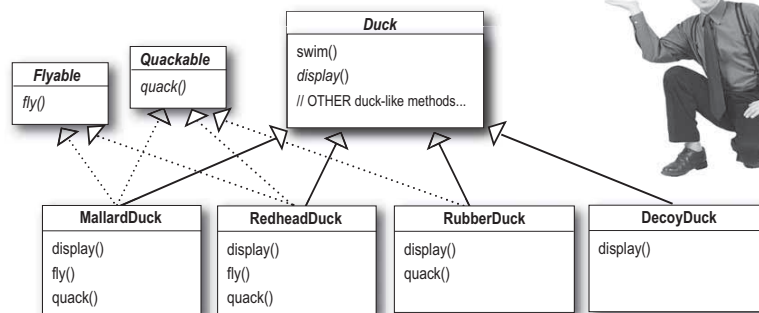 Duck
swim()
display()
// OTHER duck-like methods...
Quackable
quack()
Flyable
fly()
MallardDuck
display()
fly()
quack()
RedheadDuck
display()
fly()
quack()
RubberDuck
display()
quack()
DecoyDuck
display()